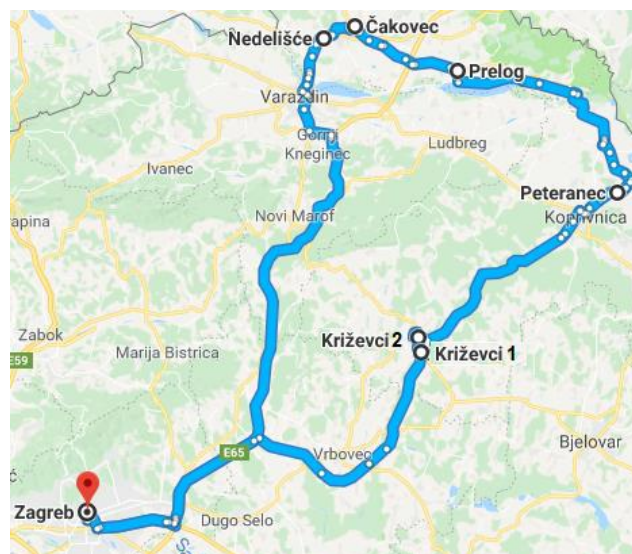 Čakovec
Nedelišće
Prelog
Varaždin
Gornji
Kneginec
Ludbreg
Ivanec
Peteranec
Koprivnica
Novi Marof
apina
Križevci 2
Križevci 1
Zabok
E59
Marija Bistrica
Bjelovar
E65
Vrbovec
Zagreb
Dugo Selo